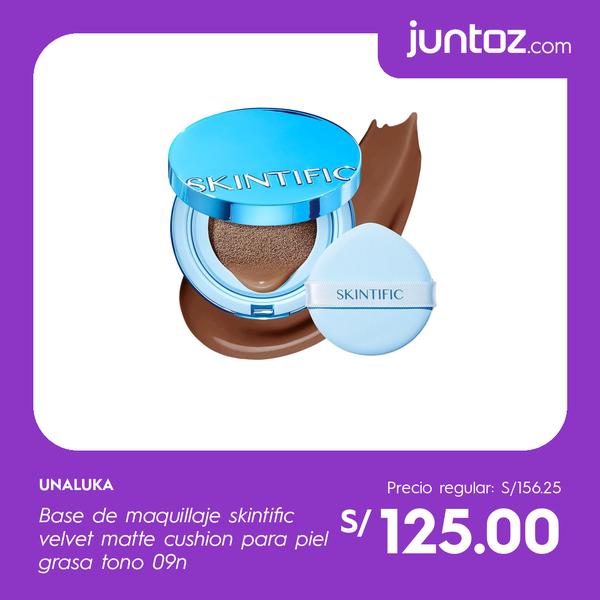 juntoz.com
SKINTIFIC
SKINTIFIC
UNALUKA
Base de maquillaje skintific
velvet matte cushion para piel
grasa tono 09n
Precio regular: S/156.25
S/125.00